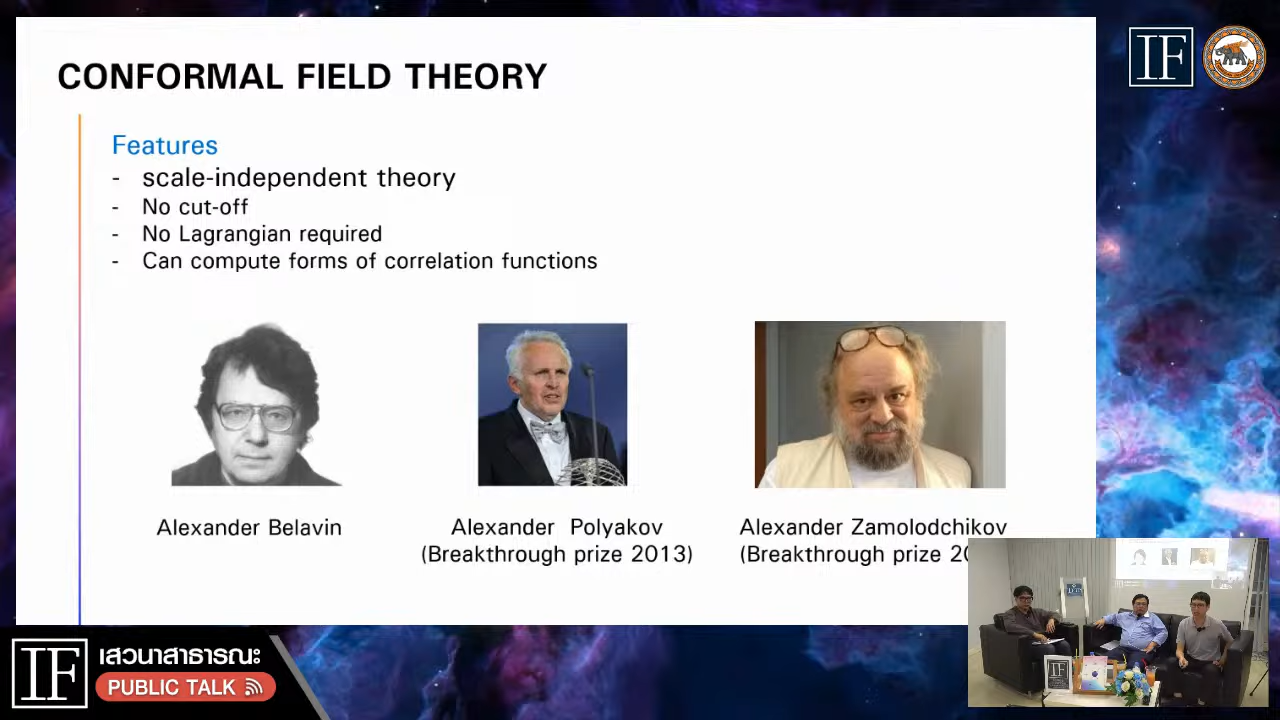 CONFORMAL FIELD THEORY
IF
Features
- scale-independent theory
- No cut-off
- No Lagrangian required
- Can compute forms of correlation functions
Alexander Belavin
Alexander Polyakov
(Breakthrough prize 2013)
Alexander Zamolodchikov
(Breakthrough prize
IF
เสวนาสาธารณะ
PUBLIC TALK